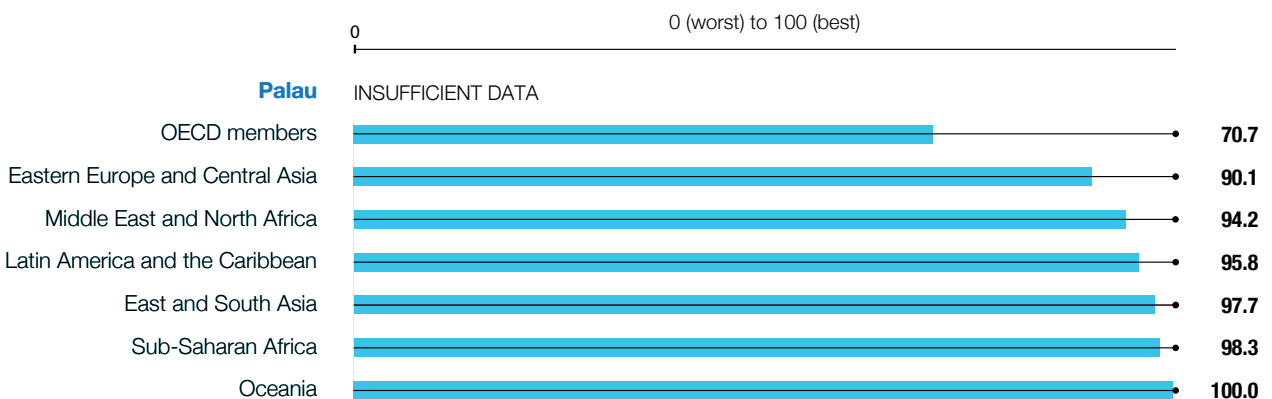 0 (worst) to 100 (best)
0
Palau INSUFFICIENT DATA
OECD members 70.7
Eastern Europe and Central Asia 90.1
Middle East and North Africa 94.2
Latin America and the Caribbean 95.8
East and South Asia 97.7
Sub-Saharan Africa 98.3
Oceania 100.0